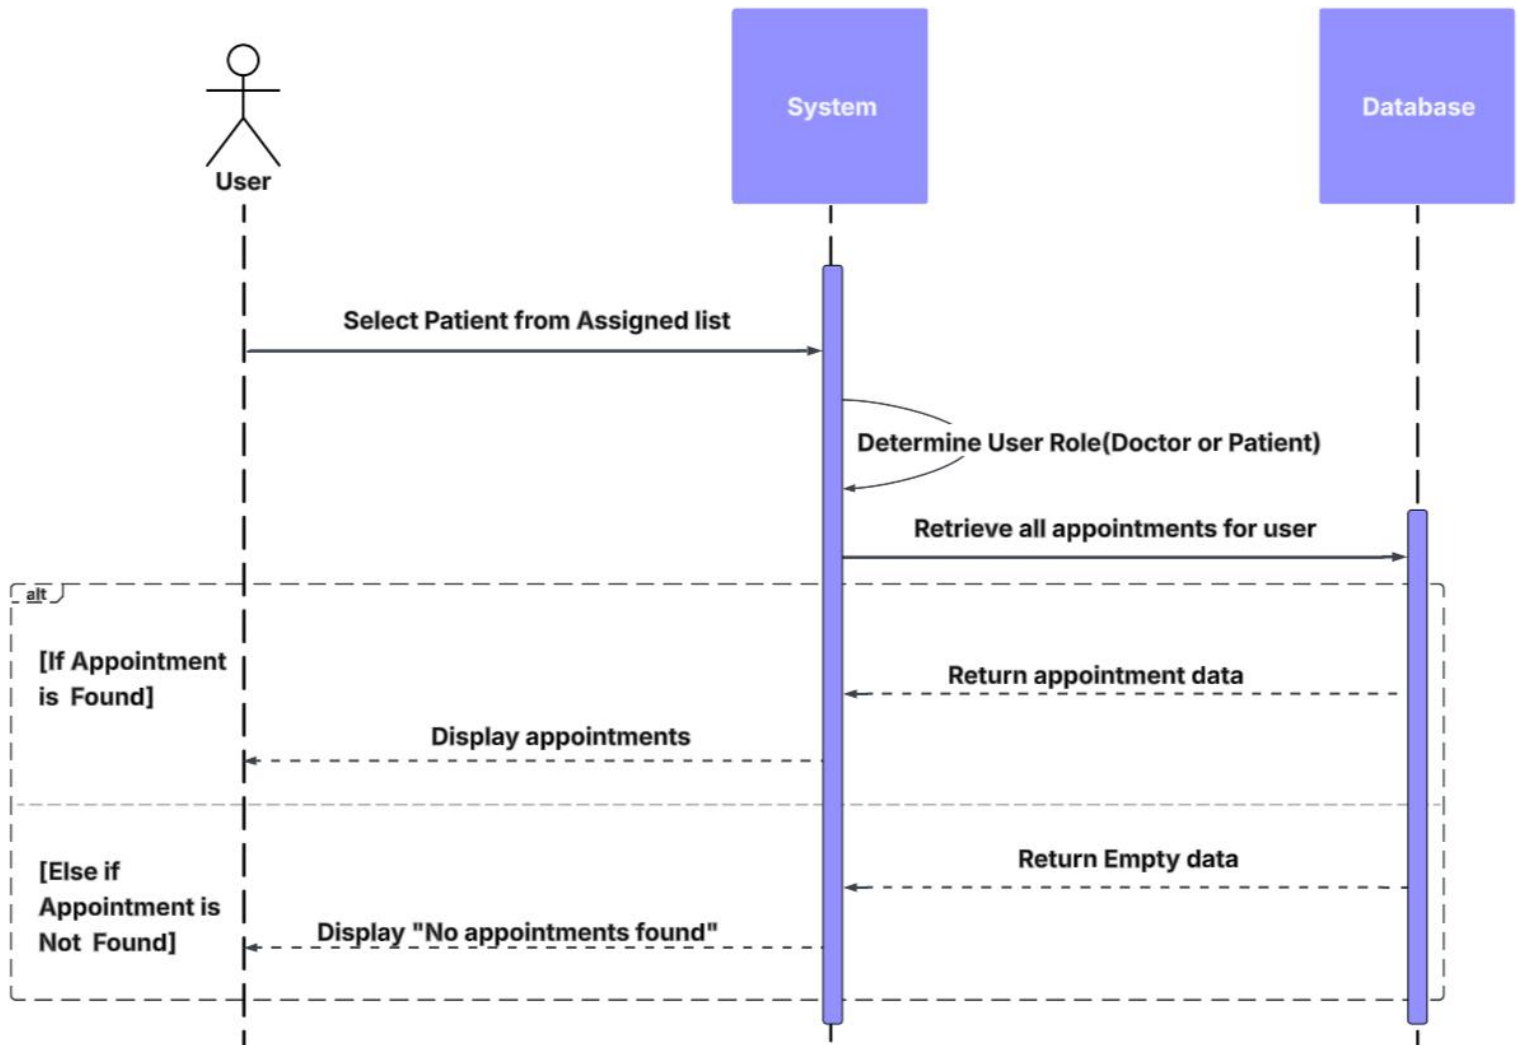 System
Database
User
Select Patient from Assigned list
Determine User Role(Doctor or Patient)
Retrieve all appointments for user
alt
[If Appointment
is Found]
Return appointment data
Display appointments
[Else if
Appointment is
Not Found]
Return Empty data
Display "No appointments found"